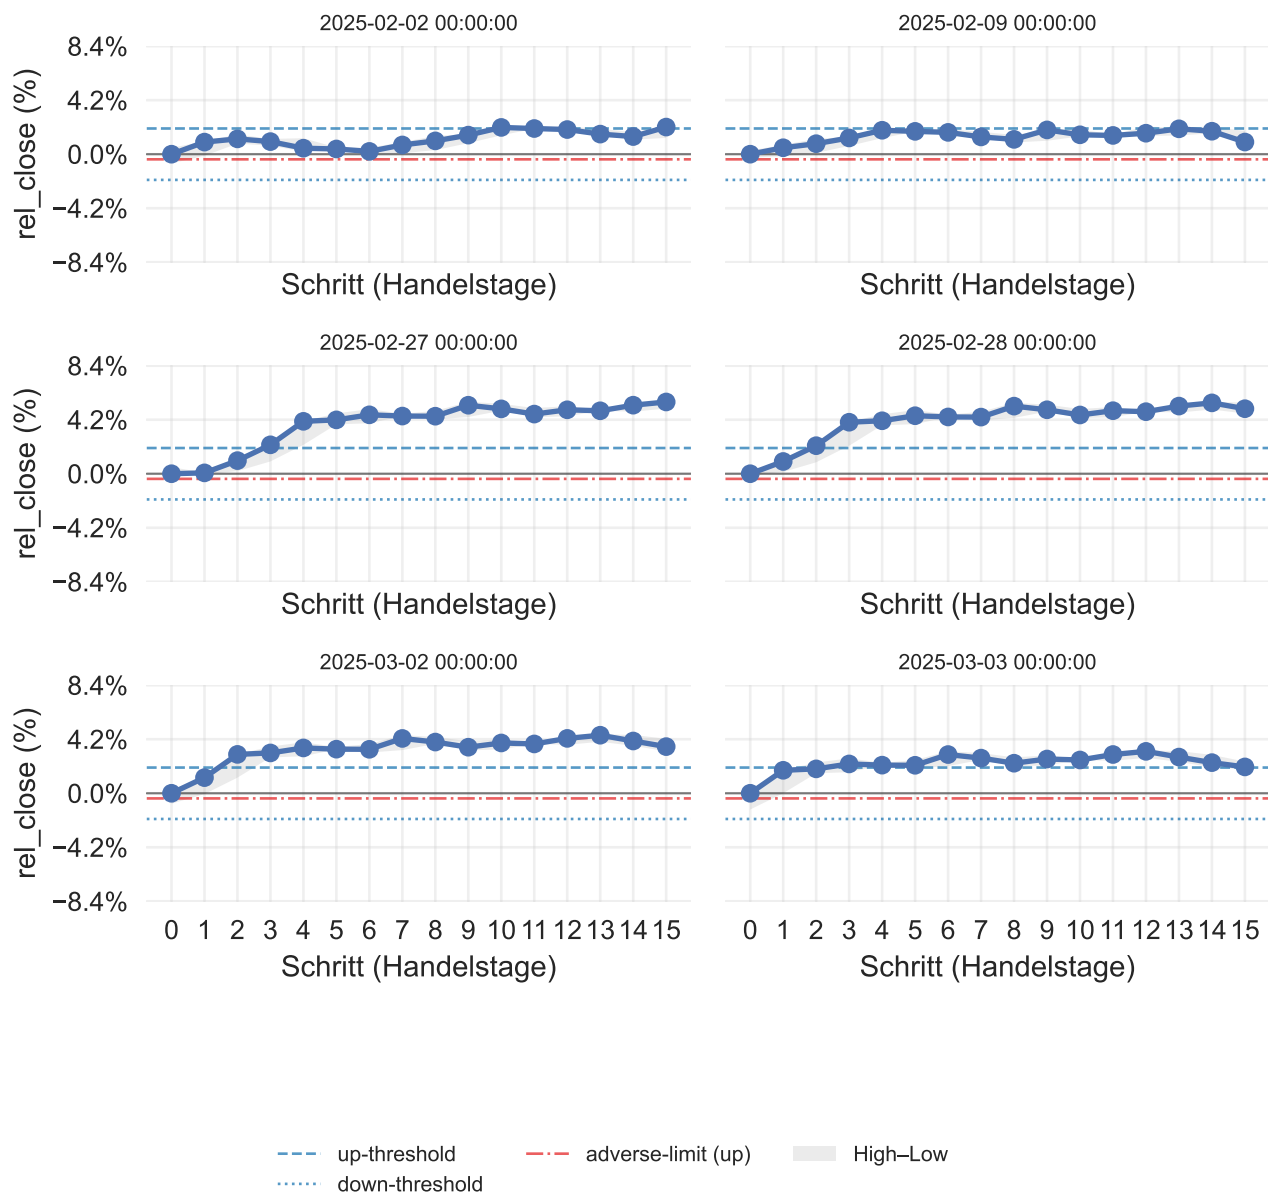 2025-02-02 00:00:00
2025-02-09 00:00:00
8.4%
4.2%
0.0%
−4.2%
−8.4%
rel_close (%)
Schritt (Handelstage)
Schritt (Handelstage)
2025-02-27 00:00:00
2025-02-28 00:00:00
8.4%
4.2%
0.0%
−4.2%
−8.4%
rel_close (%)
Schritt (Handelstage)
Schritt (Handelstage)
2025-03-02 00:00:00
2025-03-03 00:00:00
8.4%
4.2%
0.0%
−4.2%
−8.4%
rel_close (%)
0 1 2 3 4 5 6 7 8 9 10 11 12 13 14 15
0 1 2 3 4 5 6 7 8 9 10 11 12 13 14 15
Schritt (Handelstage)
Schritt (Handelstage)
up-threshold
adverse-limit (up)
High–Low
down-threshold